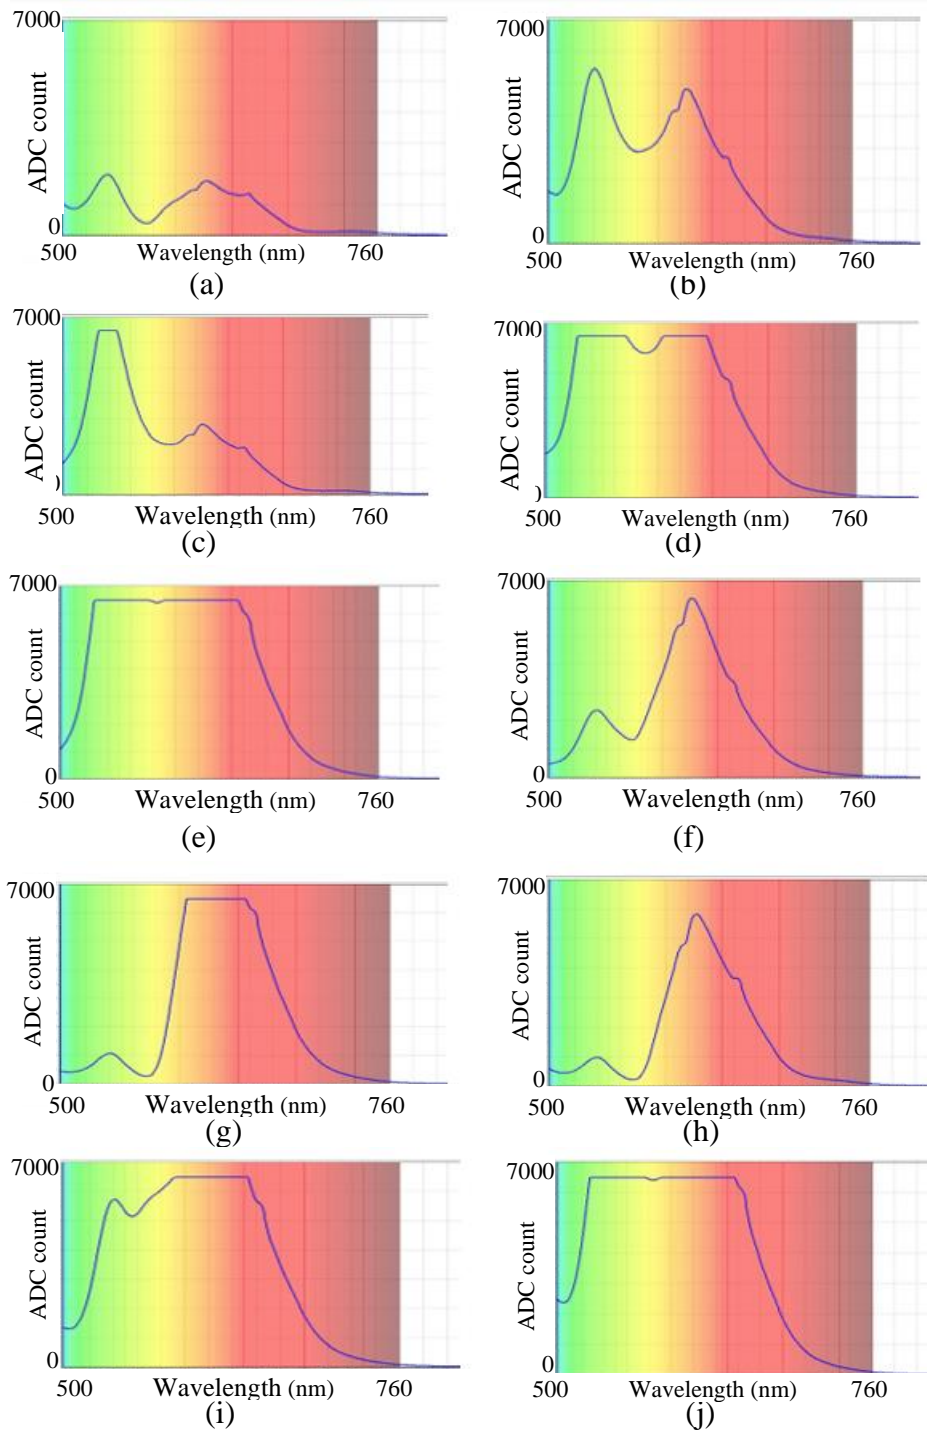 7000
ADC count
0
500
Wavelength (nm)
760
(a)
7000
ADC count
0
500
Wavelength (nm)
760
(b)
7000
ADC count
)
500
Wavelength (nm)
760
(c)
7000
ADC count
)
500
Wavelength (nm)
760
(d)
7000
ADC count
0
500
Wavelength (nm)
760
(e)
7000
ADC count
0
500
Wavelength (nm)
760
(f)
7000
ADC count
0
500
Wavelength (nm)
760
(g)
7000
ADC count
0
500
Wavelength (nm)
760
(h)
7000
ADC count
0
500
Wavelength (nm)
760
(i)
7000
ADC count
0
500
Wavelength (nm)
760
(j)